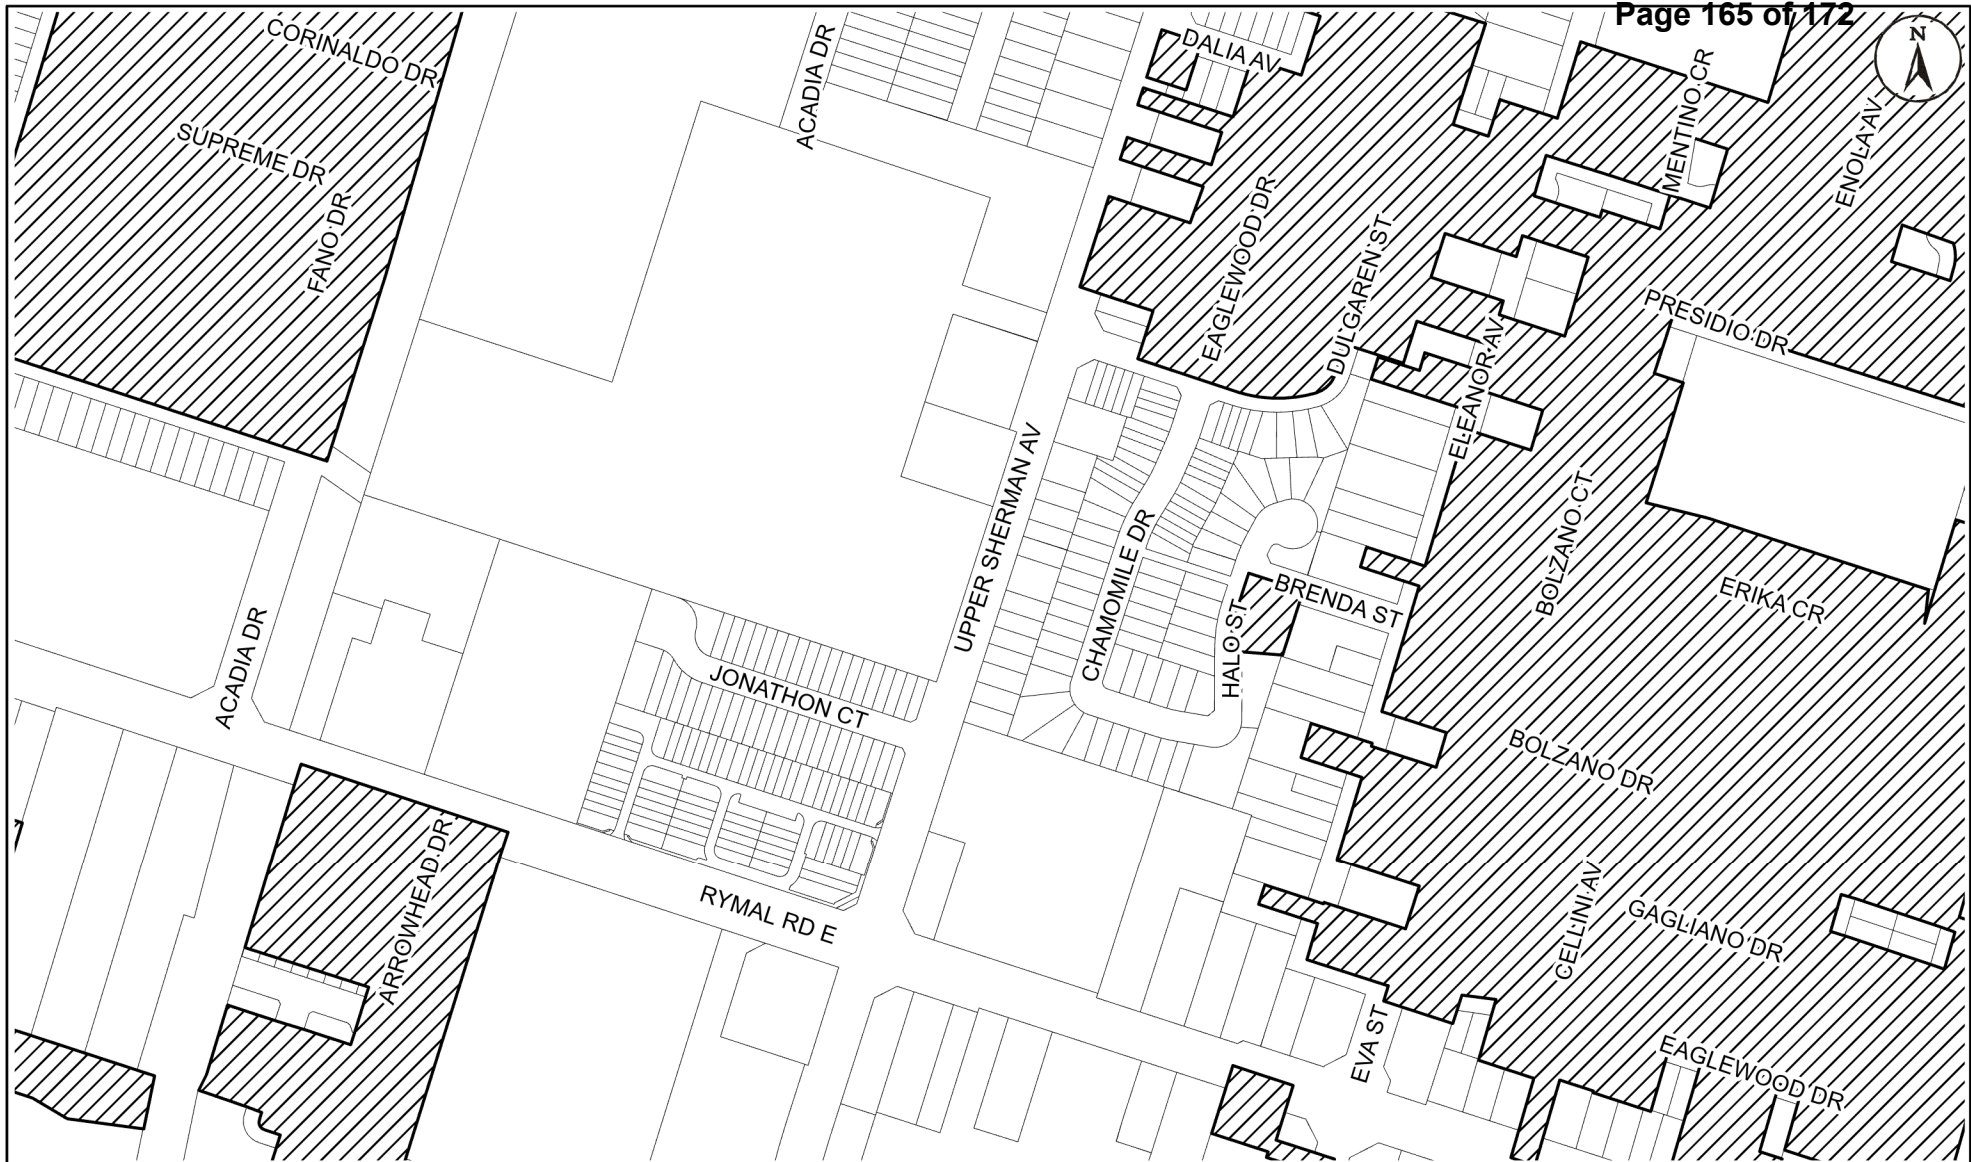 Page 165 of 172
N
CORINALDO DR
SUPREME DR
FANO DR
ACADIA DR
DALIA AV
MENTINO CR
ENOLA AV
EAGLEWOOD DR
DULGAREN ST
PRESIDIO DR
ELEANOR AV
UPPER SHERMAN AV
CHAMOMILE DR
BOLZANO CT
ERIKA CR
BRENDA ST
HALO ST
ACADIA DR
JONATHON CT
BOLZANO DR
ARROWHEAD DR
RYMAL RD E
CELLINI AV
GAGLIANO DR
EVA ST
EAGLEWOOD DR